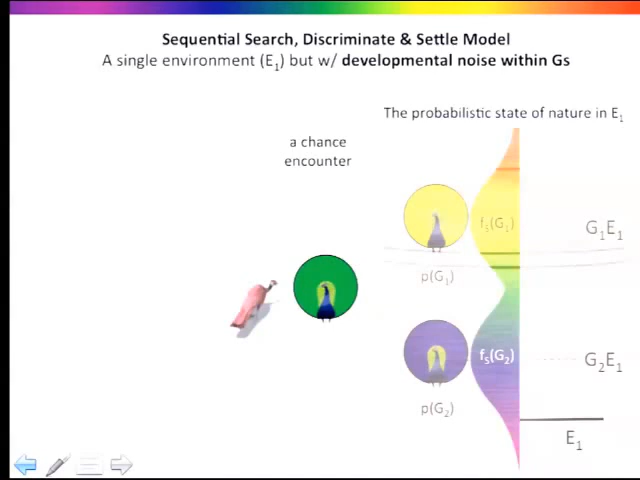 Sequential Search, Discriminate & Settle Model
A single environment (E₁) but w/ developmental noise within Gs
The probabilistic state of nature in E₁
a chance
encounter
fₛ(G₁)
G₁E₁
p(G₁)
fₛ(G₂)
G₂E₁
p(G₂)
E₁